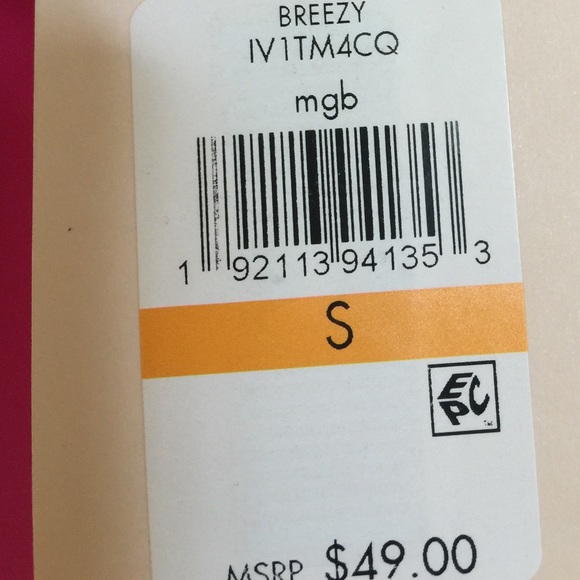 BREEZY
IV1TM4CQ
mgb
1 92113 94135 3
S
EPC
MSRP $49.00